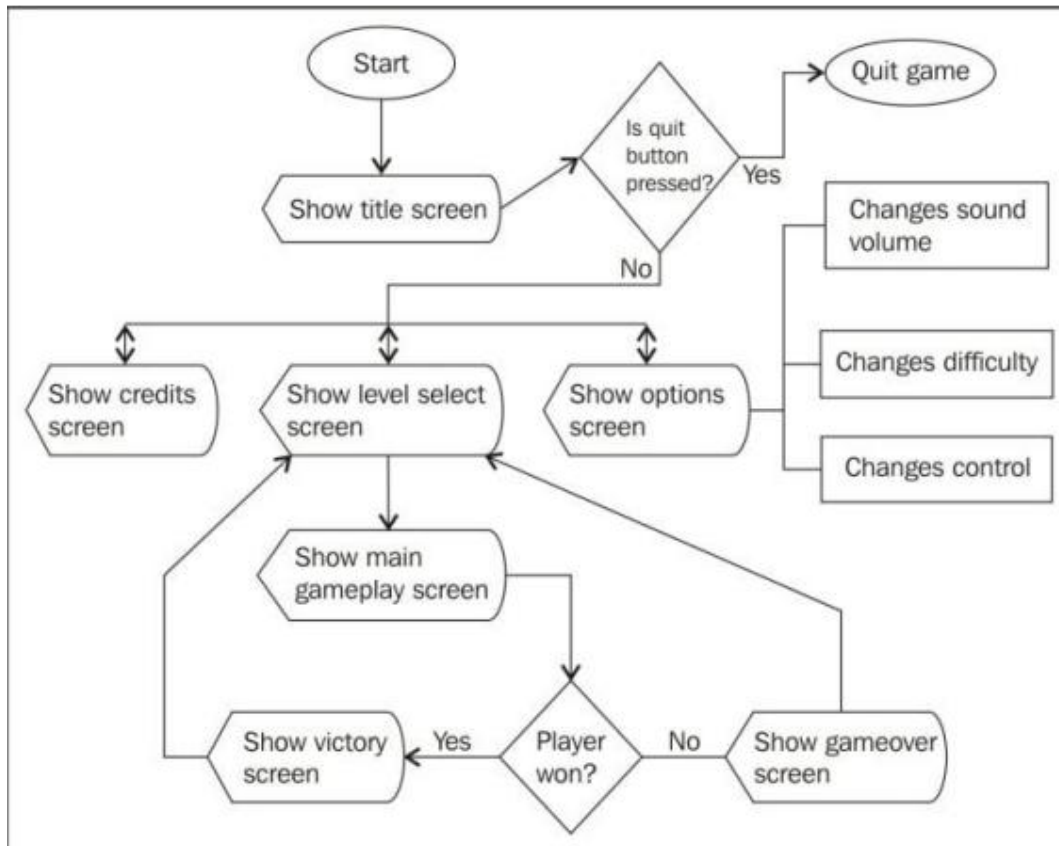 Start
Quit game
Is quit
button
pressed?
Yes
Show title screen
Changes sound
volume
No
Show credits
screen
Show level select
screen
Show options
screen
Changes difficulty
Changes control
Show main
gameplay screen
Show victory
screen
Yes
Player
won?
No
Show gameover
screen